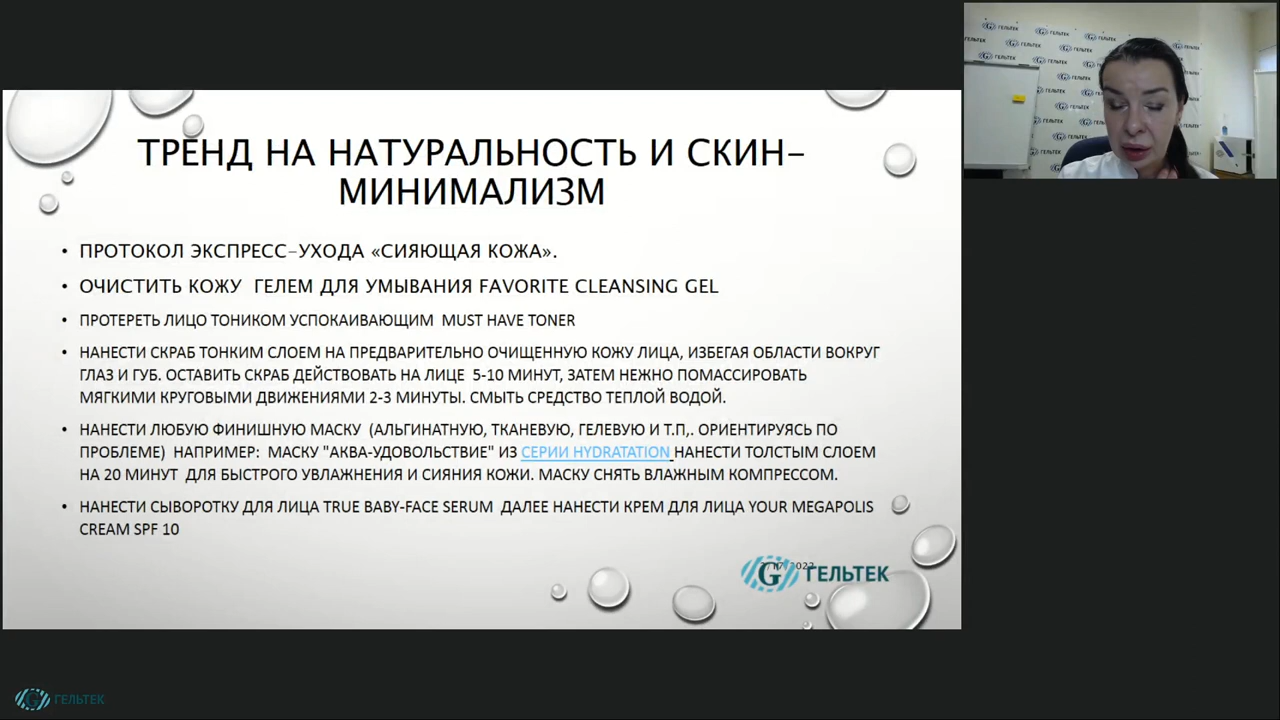 ТРЕНД НА НАТУРАЛЬНОСТЬ И СКИН-
МИНИМАЛИЗМ
• ПРОТОКОЛ ЭКСПРЕСС-УХОДА «СИЯЮЩАЯ КОЖА».
• ОЧИСТИТЬ КОЖУ ГЕЛЕМ ДЛЯ УМЫВАНИЯ FAVORITE CLEANSING GEL
• ПРОТЕРЕТЬ ЛИЦО ТОНИКОМ УСПОКАИВАЮЩИМ MUST HAVE TONER
• НАНЕСТИ СКРАБ ТОНКИМ СЛОЕМ НА ПРЕДВАРИТЕЛЬНО ОЧИЩЕННУЮ КОЖУ ЛИЦА, ИЗБЕГАЯ ОБЛАСТИ ВОКРУГ
ГЛАЗ И ГУБ. ОСТАВИТЬ СКРАБ ДЕЙСТВОВАТЬ НА ЛИЦЕ 5-10 МИНУТ, ЗАТЕМ НЕЖНО ПОМАССИРОВАТЬ
МЯГКИМИ КРУГОВЫМИ ДВИЖЕНИЯМИ 2-3 МИНУТЫ. СМЫТЬ СРЕДСТВО ТЕПЛОЙ ВОДОЙ.
• НАНЕСТИ ЛЮБУЮ ФИНИШНУЮ МАСКУ (АЛЬГИНАТНУЮ, ТКАНЕВУЮ, ГЕЛЕВУЮ И Т.П,. ОРИЕНТИРУЯСЬ ПО
ПРОБЛЕМЕ) НАПРИМЕР: МАСКУ "АКВА-УДОВОЛЬСТВИЕ" ИЗ СЕРИИ HYDRATATION НАНЕСТИ ТОЛСТЫМ СЛОЕМ
НА 20 МИНУТ ДЛЯ БЫСТРОГО УВЛАЖНЕНИЯ И СИЯНИЯ КОЖИ. МАСКУ СНЯТЬ ВЛАЖНЫМ КОМПРЕССОМ.
• НАНЕСТИ СЫВОРОТКУ ДЛЯ ЛИЦА TRUE BABY-FACE SERUM ДАЛЕЕ НАНЕСТИ КРЕМ ДЛЯ ЛИЦА YOUR MEGAPOLIS
CREAM SPF 10
G ГЕЛЬТЕК
ГЕЛЬТЕК
G ГЕЛЬТЕК